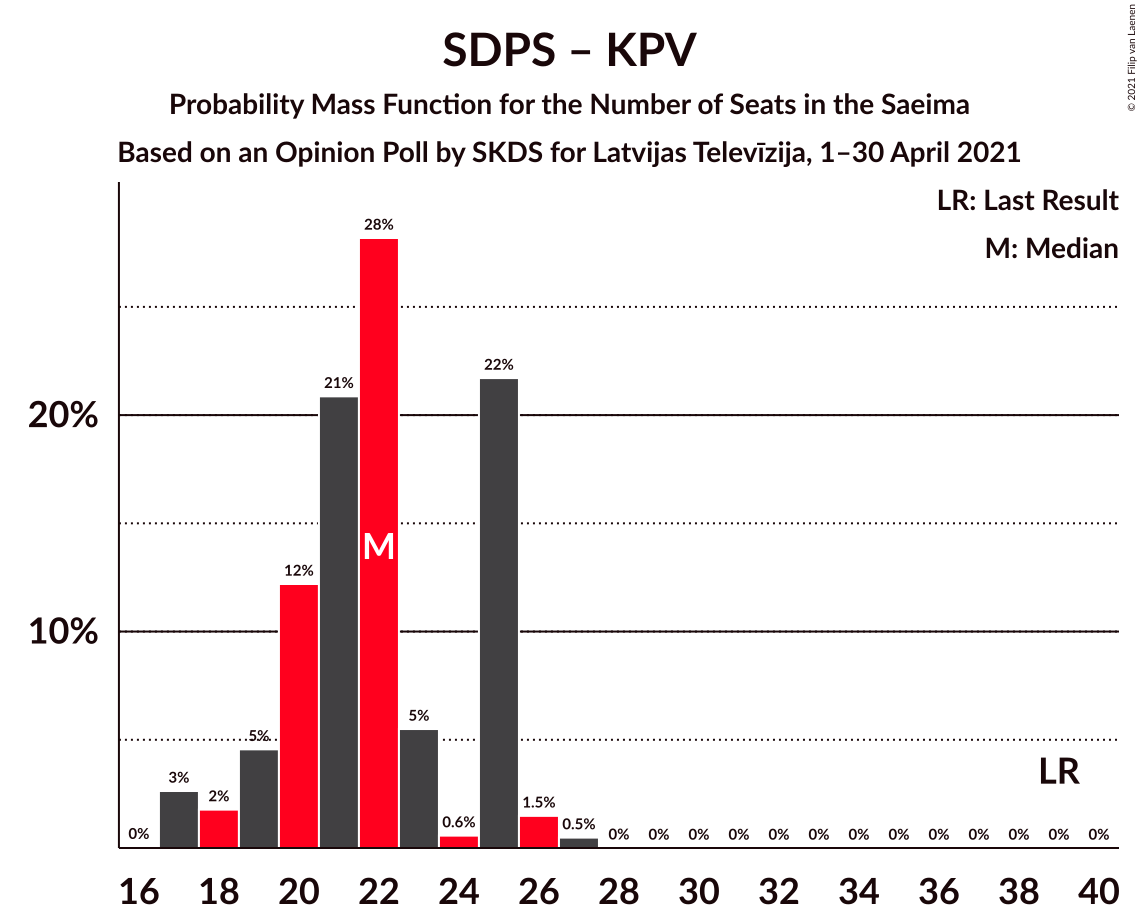 SDPS – KPV
Probability Mass Function for the Number of Seats in the Saeima
Based on an Opinion Poll by SKDS for Latvijas Televīzija, 1–30 April 2021
© 2021 Filip van Laenen
LR: Last Result
M: Median
28%
22%
21%
20%
M
12%
10%
5%
5%
LR
3%
2%
1.5%
0.6%
0.5%
0% 0% 0% 0% 0% 0% 0% 0% 0% 0% 0% 0% 0% 0%
16 18 20 22 24 26 28 30 32 34 36 38 40